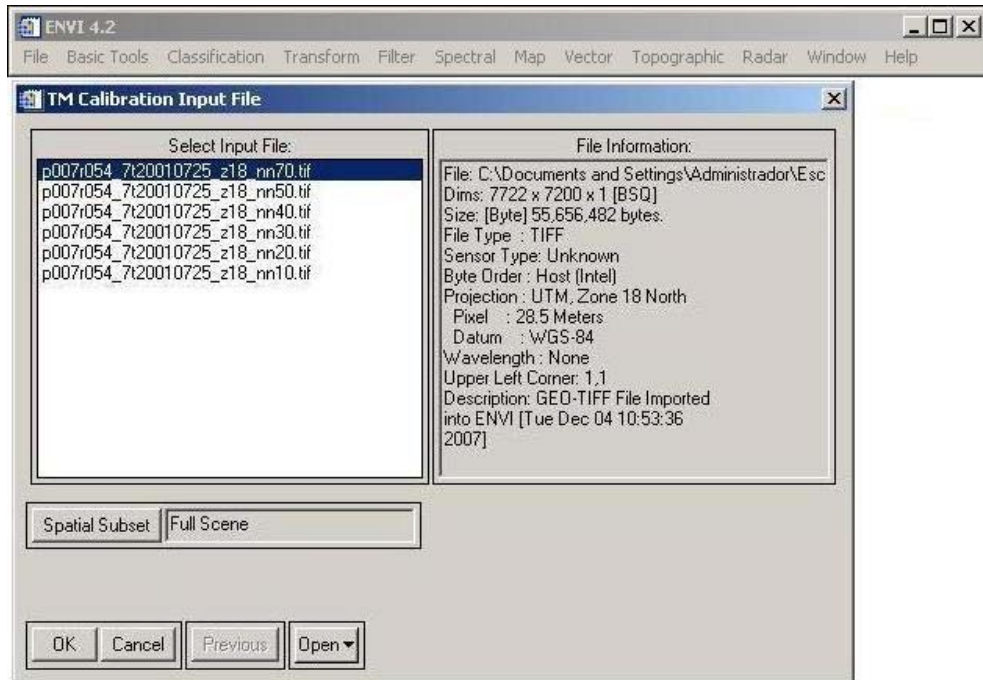 ENVI 4.2
File Basic Tools Classification Transform Filter Spectral Map Vector Topographic Radar Window Help
TM Calibration Input File
Select Input File:
p007r054_7t20010725_z18_nn70.tif
p007r054_7t20010725_z18_nn50.tif
p007r054_7t20010725_z18_nn40.tif
p007r054_7t20010725_z18_nn30.tif
p007r054_7t20010725_z18_nn20.tif
p007r054_7t20010725_z18_nn10.tif
File Information:
File: C:\Documents and Settings\Administrador\Esc
Dims: 7722 x 7200 x 1 [BSQ]
Size: [Byte] 55,656,482 bytes.
File Type : TIFF
Sensor Type: Unknown
Byte Order : Host (Intel)
Projection : UTM, Zone 18 North
Pixel : 28.5 Meters
Datum : WGS-84
Wavelength : None
Upper Left Corner: 1,1
Description: GEO-TIFF File Imported
into ENVI [Tue Dec 04 10:53:36
2007]
Spatial Subset Full Scene
OK Cancel Previous Open